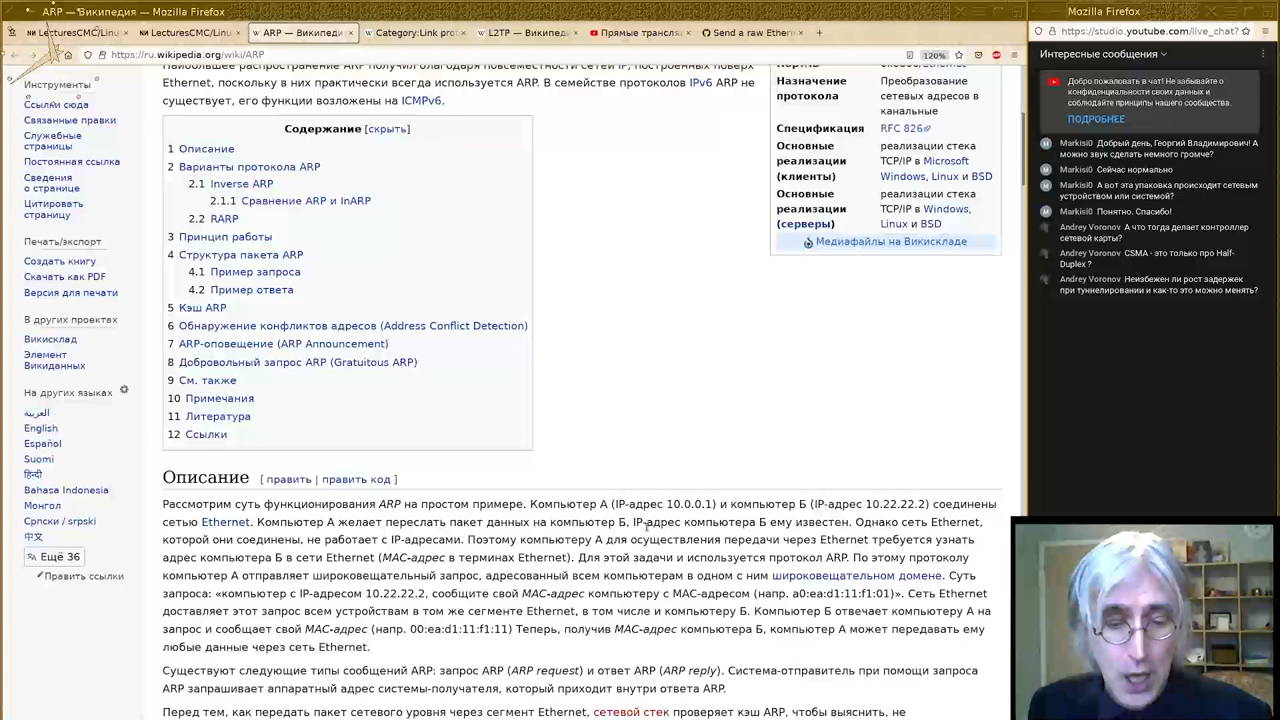 ARP — Википедия — Mozilla Firefox
Mozilla Firefox
LecturesCMC/Linu
LecturesCMC/Linu
ARP — Википеди
Category:Link prot
L2TP — Википеди
Прямые трансля
Send a raw Ethern
https://ru.wikipedia.org/wiki/ARP
120%
https://studio.youtube.com/live_chat?
Инструменты
Ссылки сюда
Связанные правки
Служебные
страницы
Постоянная ссылка
Сведения
о странице
Цитировать
страницу
Печать/экспорт
Создать книгу
Скачать как PDF
Версия для печати
В других проектах
Викисклад
Элемент
Викиданных
На других языках
العربية
English
Español
Suomi
हिन्दी
Bahasa Indonesia
Монгол
Српски / srpski
中文
Ещё 36
Править ссылки
Наибольшее распространение ARP получил благодаря повсеместности сетей IP, построенных поверх
Ethernet, поскольку в них практически всегда используется ARP. В семействе протоколов IPv6 ARP не
существует, его функции возложены на ICMPv6.
Содержание [скрыть]
1 Описание
2 Варианты протокола ARP
2.1 Inverse ARP
2.1.1 Сравнение ARP и InARP
2.2 RARP
3 Принцип работы
4 Структура пакета ARP
4.1 Пример запроса
4.2 Пример ответа
5 Кэш ARP
6 Обнаружение конфликтов адресов (Address Conflict Detection)
7 ARP-оповещение (ARP Announcement)
8 Добровольный запрос ARP (Gratuitous ARP)
9 См. также
10 Примечания
11 Литература
12 Ссылки
Назначение протокола
Преобразование сетевых адресов в канальные
Спецификация
RFC 826
Основные реализации (клиенты)
реализации стека TCP/IP в Microsoft Windows, Linux и BSD
Основные реализации (серверы)
реализации стека TCP/IP в Windows, Linux и BSD
Медиафайлы на Викискладе
Описание [ править | править код ]
Рассмотрим суть функционирования ARP на простом примере. Компьютер А (IP-адрес 10.0.0.1) и компьютер Б (IP-адрес 10.22.22.2) соединены
сетью Ethernet. Компьютер А желает переслать пакет данных на компьютер Б, IP-адрес компьютера Б ему известен. Однако сеть Ethernet,
которой они соединены, не работает с IP-адресами. Поэтому компьютеру А для осуществления передачи через Ethernet требуется узнать
адрес компьютера Б в сети Ethernet (MAC-адрес в терминах Ethernet). Для этой задачи и используется протокол ARP. По этому протоколу
компьютер А отправляет широковещательный запрос, адресованный всем компьютерам в одном с ним широковещательном домене. Суть
запроса: «компьютер с IP-адресом 10.22.22.2, сообщите свой MAC-адрес компьютеру с МАС-адресом (напр. a0:ea:d1:11:f1:01)». Сеть Ethernet
доставляет этот запрос всем устройствам в том же сегменте Ethernet, в том числе и компьютеру Б. Компьютер Б отвечает компьютеру А на
запрос и сообщает свой MAC-адрес (напр. 00:ea:d1:11:f1:11) Теперь, получив MAC-адрес компьютера Б, компьютер А может передавать ему
любые данные через сеть Ethernet.
Существуют следующие типы сообщений ARP: запрос ARP (ARP request) и ответ ARP (ARP reply). Система-отправитель при помощи запроса
ARP запрашивает аппаратный адрес системы-получателя, который приходит внутри ответа ARP.
Перед тем, как передать пакет сетевого уровня через сегмент Ethernet, сетевой стек проверяет кэш ARP, чтобы выяснить, не
Интересные сообщения
Добро пожаловать в чат! Не забывайте о
конфиденциальности своих данных и
соблюдайте принципы нашего сообщества.
ПОДРОБНЕЕ
Markisi0 Добрый день, Георгий Владимирович! А
можно звук сделать немного громче?
Markisi0 Сейчас нормально
Markisi0 А вот эта упаковка происходит сетевым
устройством или системой?
Markisi0 Понятно. Спасибо!
Andrey Voronov А что тогда делает контроллер
сетевой карты?
Andrey Voronov CSMA - это только про Half-
Duplex ?
Andrey Voronov Неизбежен ли рост задержек
при туннелировании и как-то это можно менять?